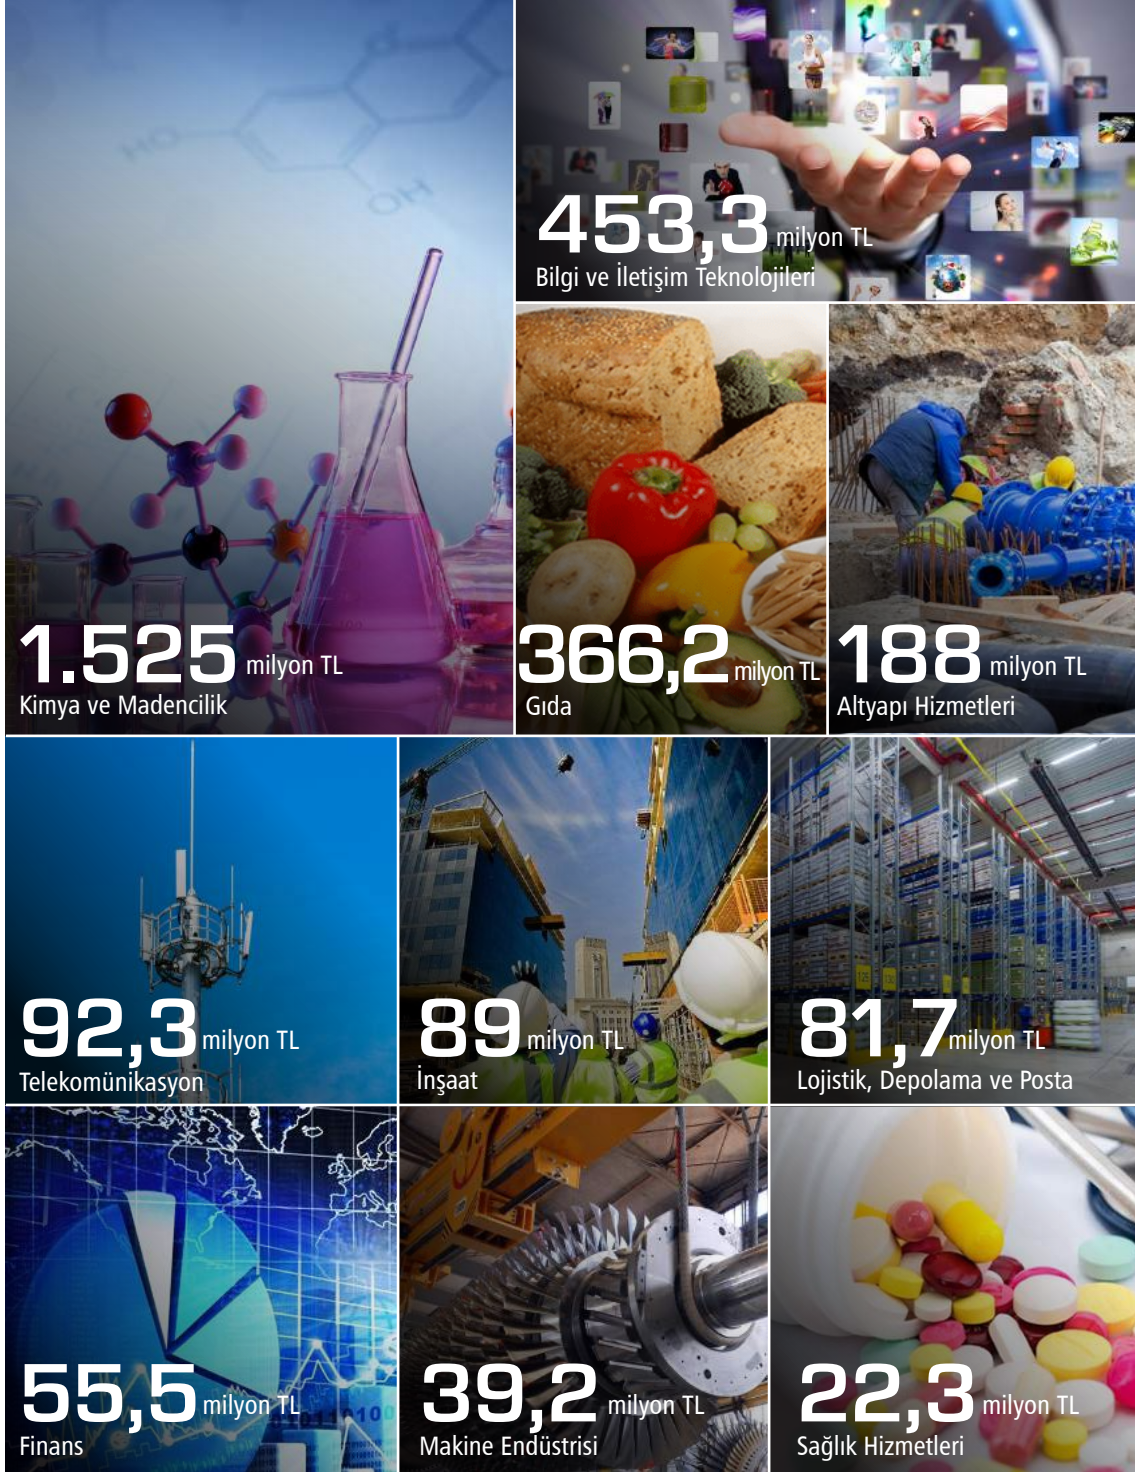 453,3 milyon TL
Bilgi ve İletişim Teknolojileri
1.525 milyon TL
Kimya ve Madencilik
366,2 milyon TL
Gıda
188 milyon TL
Altyapı Hizmetleri
92,3 milyon TL
Telekomünikasyon
89 milyon TL
İnşaat
81,7 milyon TL
Lojistik, Depolama ve Posta
55,5 milyon TL
Finans
39,2 milyon TL
Makine Endüstrisi
22,3 milyon TL
Sağlık Hizmetleri
HO
OH